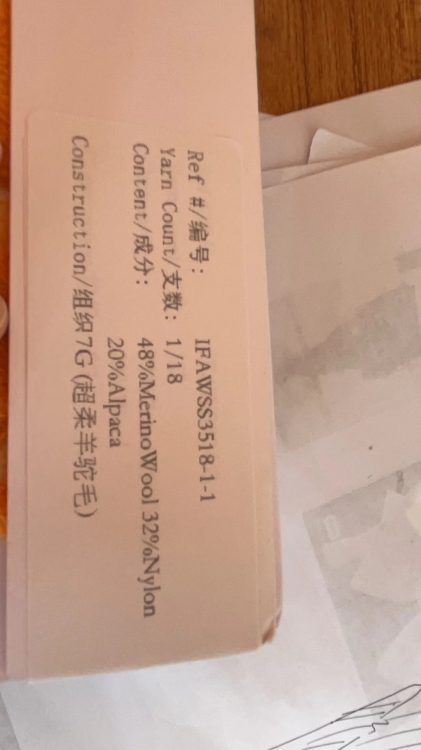 Ref #/编号: IFAWSS3518-1-1
Yarn Count/支数: 1/18
Content/成分: 48%MerinoWool 32%Nylon
20%Alpaca
Construction/组织7G (超柔羊驼毛)